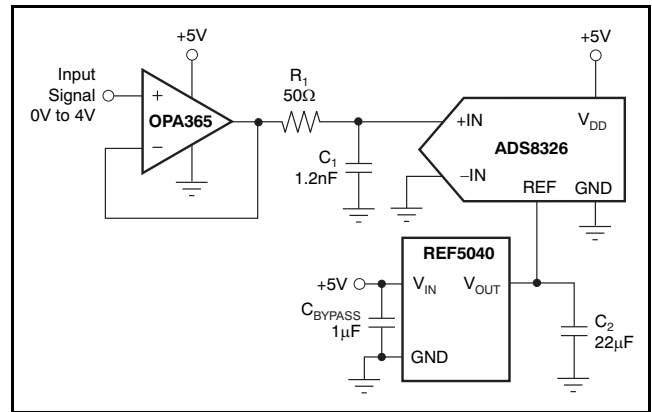 +5V
+5V
Input
Signal
0V to 4V
+
OPA365
−
R1
50Ω
C1
1.2nF
+IN
VDD
ADS8326
−IN
REF
GND
REF5040
+5V
VIN
VOUT
CBYPASS
1μF
GND
C2
22μF